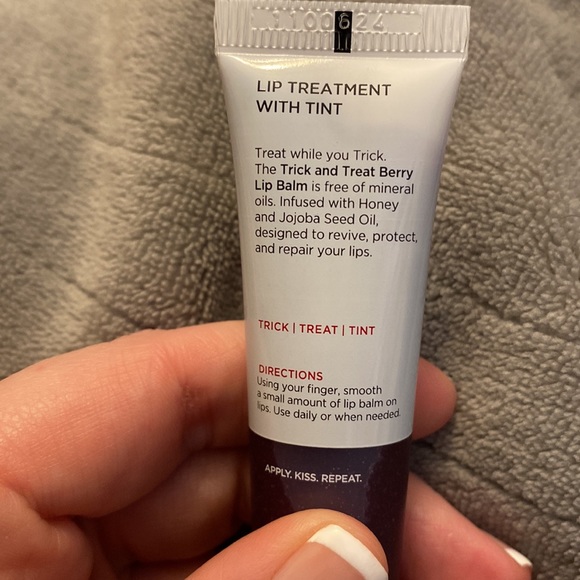 1100624
LIP TREATMENT
WITH TINT
Treat while you Trick.
The Trick and Treat Berry
Lip Balm is free of mineral
oils. Infused with Honey
and Jojoba Seed Oil,
designed to revive, protect,
and repair your lips.
TRICK | TREAT | TINT
DIRECTIONS
Using your finger, smooth
a small amount of lip balm on
lips. Use daily or when needed.
APPLY. KISS. REPEAT.